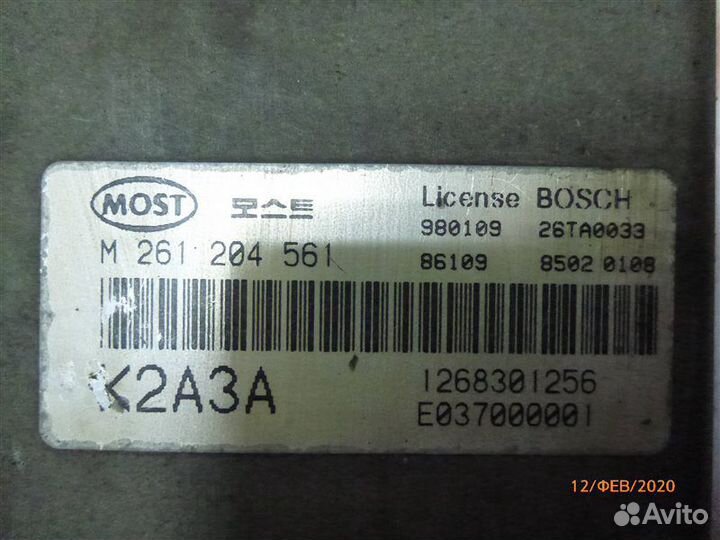 MOST 모스트 License BOSCH
980109 26TA0033
M 261 204 561
86109 8502 0108
K2A3A
1268301256
E037000001
12/ФЕВ/2020
Avito